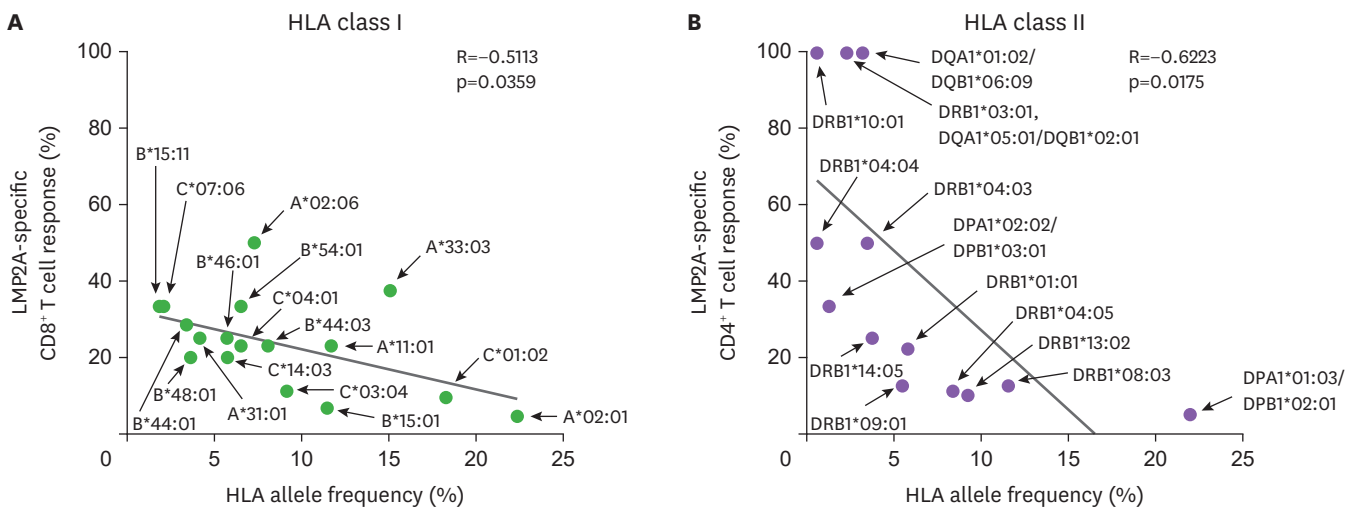 A
HLA class I
LMP2A-specific
CD8⁺ T cell response (%)
100
80
60
40
20
0
5
10
15
20
25
HLA allele frequency (%)
R=−0.5113
p=0.0359
B*15:11
C*07:06
A*02:06
A*33:03
B*46:01
B*54:01
C*04:01
B*44:03
A*11:01
C*01:02
C*14:03
C*03:04
B*48:01
A*31:01
B*44:01
B*15:01
A*02:01
B
HLA class II
LMP2A-specific
CD4⁺ T cell response (%)
100
80
60
40
20
0
5
10
15
20
25
HLA allele frequency (%)
R=−0.6223
p=0.0175
DQA1*01:02/
DQB1*06:09
DRB1*10:01
DRB1*03:01,
DQA1*05:01/DQB1*02:01
DRB1*04:04
DRB1*04:03
DPA1*02:02/
DPB1*03:01
DRB1*01:01
DRB1*04:05
DRB1*13:02
DRB1*14:05
DRB1*08:03
DRB1*09:01
DPA1*01:03/
DPB1*02:01